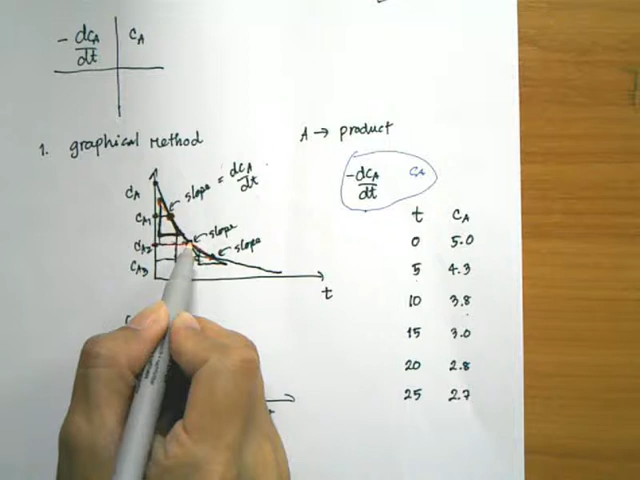 - dCA/dt | CA
1. graphical method
A → product
- dCA/dt CA
CA
slope = dCA/dt
CA1
slope
CA2
slope
CA3
t
t CA
0 5.0
5 4.3
10 3.8
15 3.0
20 2.8
25 2.7